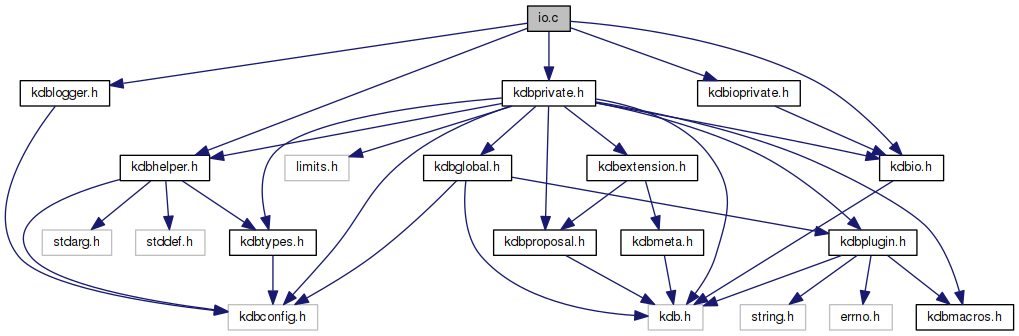 io.c
kdblogger.h
kdbprivate.h
kdbioprivate.h
kdbhelper.h
limits.h
kdbglobal.h
kdbextension.h
kdbio.h
stdarg.h
stddef.h
kdbtypes.h
kdbproposal.h
kdbmeta.h
kdbplugin.h
kdbconfig.h
kdb.h
string.h
errno.h
kdbmacros.h